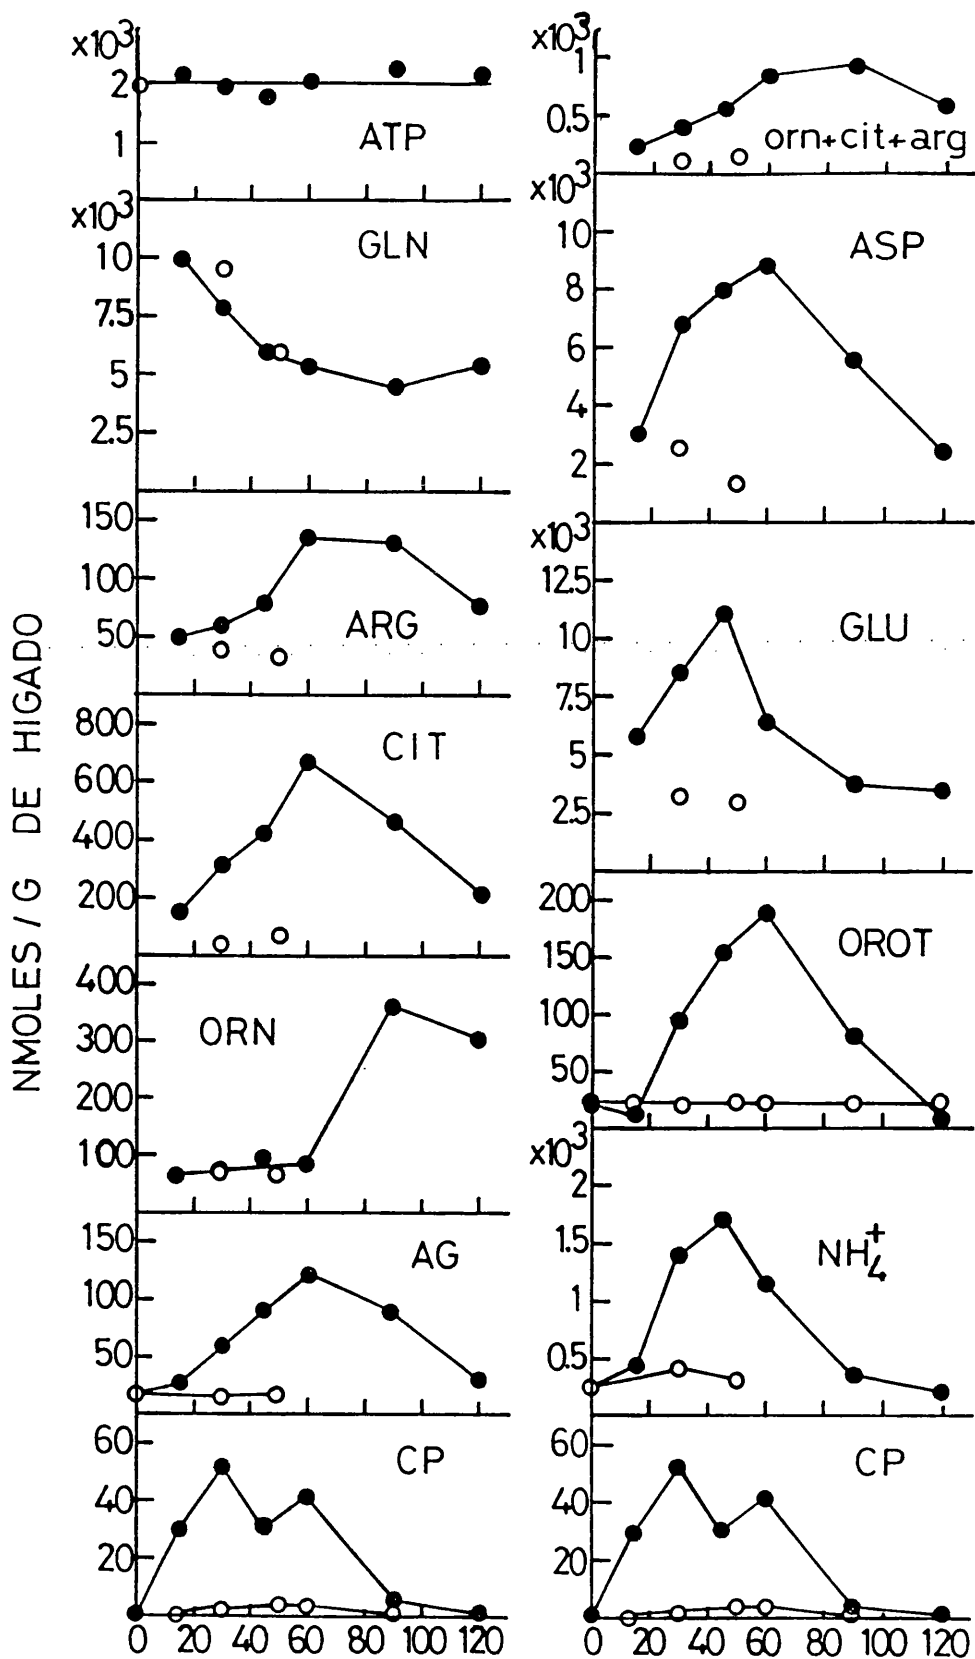 NMOLES / G DE HIGADO
x10³
2
1
ATP
x10³
10
7.5
5
2.5
GLN
150
100
50
ARG
800
600
400
200
CIT
400
300
200
100
ORN
150
100
50
AG
60
40
20
CP
0 20 40 60 80 100 120
x10³
1
0.5
orn+cit+arg
x10³
10
8
6
4
2
ASP
x10³
12.5
10
7.5
5
2.5
GLU
200
150
100
50
OROT
x10³
2
1.5
1
0.5
NH₄⁺
60
40
20
CP
0 20 40 60 80 100 120